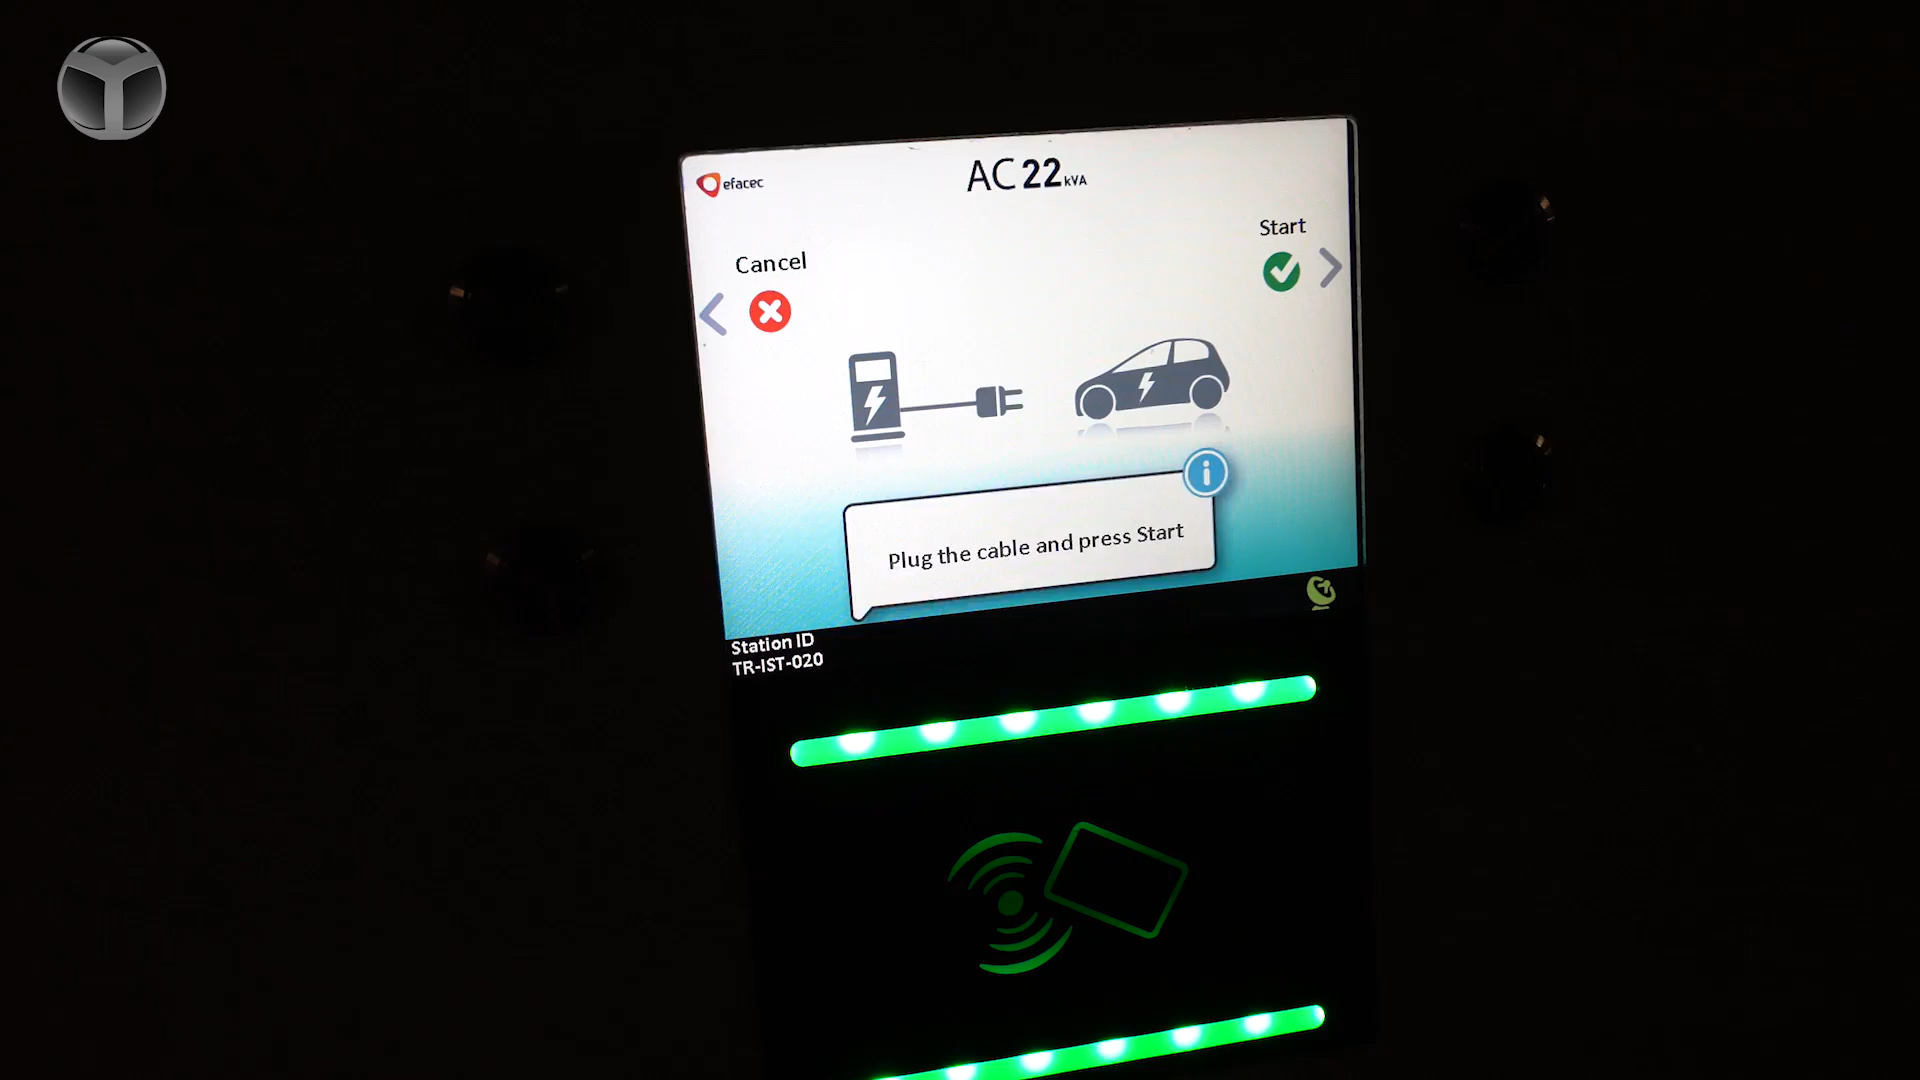 efacec
AC 22 kVA
Start
Cancel
Plug the cable and press Start
Station ID
TR-IST-020